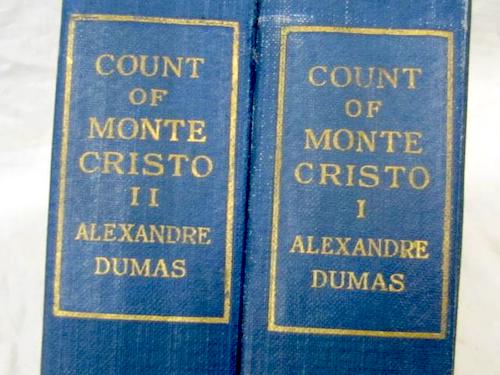 COUNT
OF
MONTE
CRISTO
II
ALEXANDRE
DUMAS
COUNT
OF
MONTE
CRISTO
I
ALEXANDRE
DUMAS